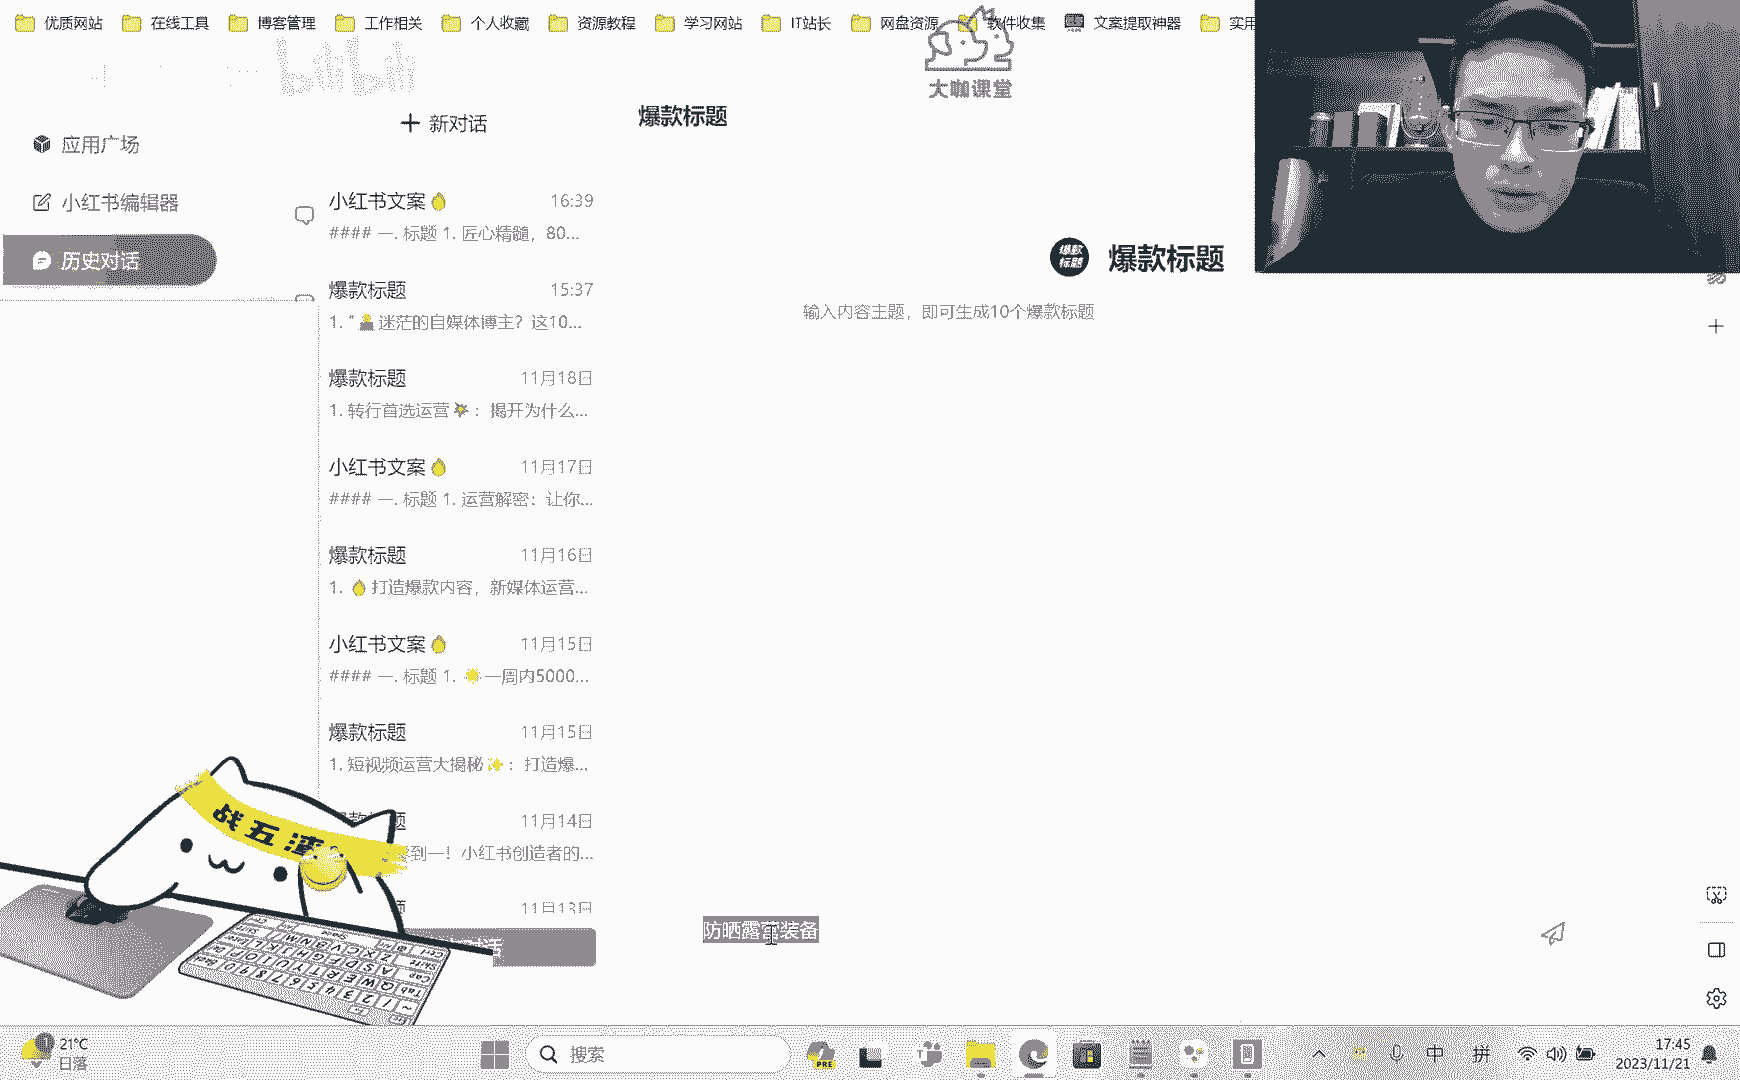 优质网站
在线工具
博客管理
工作相关
个人收藏
资源教程
学习网站
IT站长
网盘资源
软件收集
文案提取神器
实用
bilibili
大咖课堂
应用广场
小红书编辑器
历史对话
新对话
小红书文案 16:39
#### 一. 标题 1. 匠心精髓，80...
爆款标题 15:37
1. "迷茫的自媒体博主？这10...
爆款标题 11月18日
1. 转行首选运营：揭开为什么...
小红书文案 11月17日
#### 一. 标题 1. 运营解密：让你...
爆款标题 11月16日
1. 打造爆款内容，新媒体运营...
小红书文案 11月15日
#### 一. 标题 1. 一周内5000...
爆款标题 11月15日
1. 短视频运营大揭秘：打造爆...
题 11月14日
到一！小红书创造者的...
题 11月13日
话
战五渣
爆款标题
爆款标题
爆款标题
输入内容主题，即可生成10个爆款标题
防晒露营装备
21°C
日落
搜索
PRE
中
拼
17:45
2023/11/21